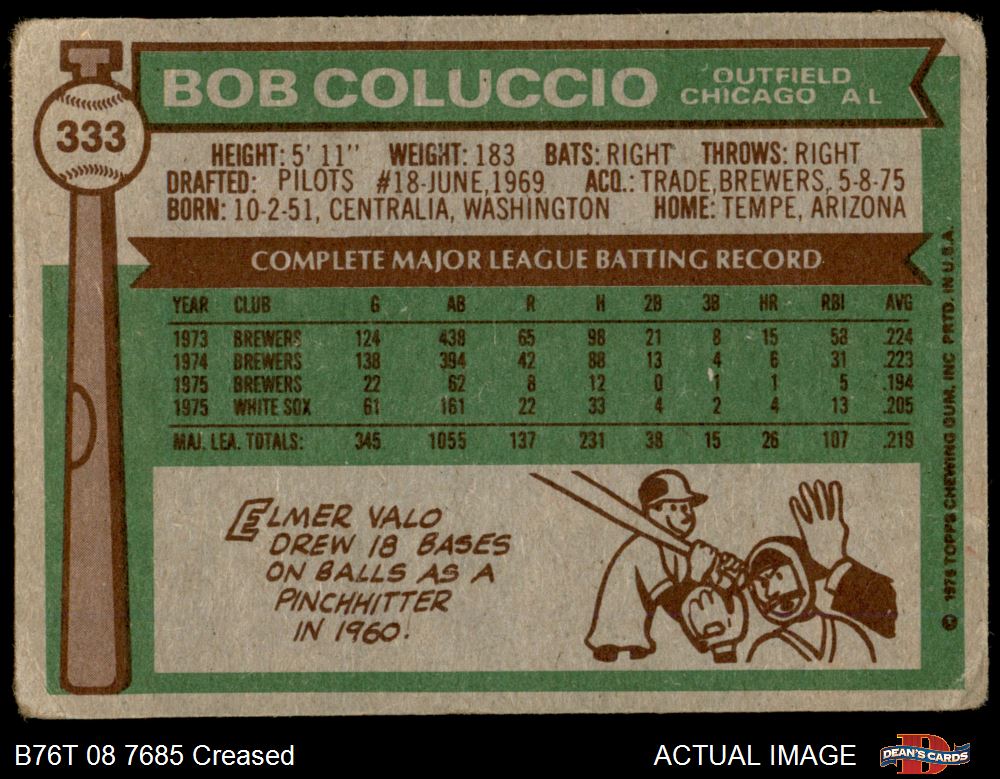 333
BOB COLUCCIO
OUTFIELD
CHICAGO A L
HEIGHT: 5' 11" WEIGHT: 183 BATS: RIGHT THROWS: RIGHT
DRAFTED: PILOTS #18-JUNE, 1969 ACQ.: TRADE, BREWERS, 5-8-75
BORN: 10-2-51, CENTRALIA, WASHINGTON HOME: TEMPE, ARIZONA
COMPLETE MAJOR LEAGUE BATTING RECORD
YEAR CLUB G AB R H 2B 3B HR RBI AVG
1973 BREWERS 124 438 65 98 21 8 15 58 .224
1974 BREWERS 138 394 42 88 13 4 6 31 .223
1975 BREWERS 22 62 8 12 0 1 1 5 .194
1975 WHITE SOX 61 161 22 33 4 2 4 13 .205
MAJ. LEA. TOTALS: 345 1055 137 231 38 15 26 107 .219
ELMER VALO
DREW 18 BASES
ON BALLS AS A
PINCHHITTER
IN 1960.
© 1976 TOPPS CHEWING GUM, INC PRTD. IN U.S.A.
B76T 08 7685 Creased
ACTUAL IMAGE
DEAN'S CARDS